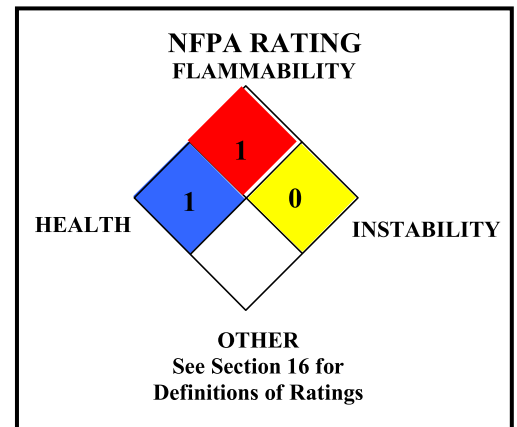 NFPA RATING
FLAMMABILITY
1
1
0
HEALTH
INSTABILITY
OTHER
See Section 16 for
Definitions of Ratings